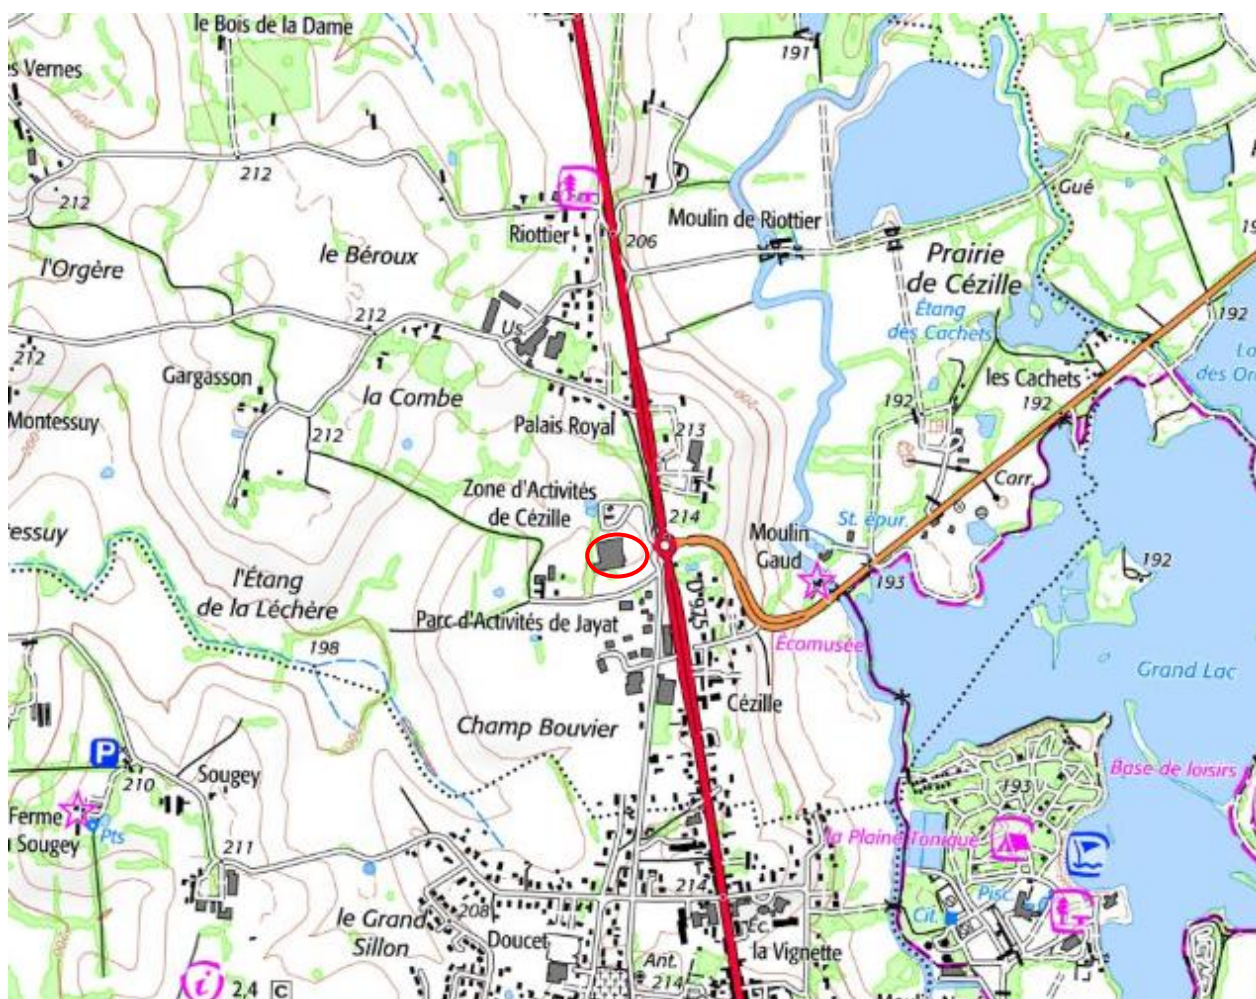 le Bois de la Dame
es Vernes
191
212
212
Gué
Riottier
Moulin de Riottier
206
le Béroux
l'Orgère
Prairie
de Cézille
Étang
des Cachets
212
Us.
192
212
Gargasson
la Combe
les Cachets
192
192
Montessuy
212
Palais Royal
213
200
Zone d'Activités
de Cézille
Carr.
214
St. épur.
Moulin
Gaud
essuy
192
193
l'Étang
de la Léchère
D 975
Parc d'Activités de Jayat
Écomusée
198
Grand Lac
Cézille
Champ Bouvier
Base de loisirs
P
210
Sougey
193
Ferme
Sougey
Pts
la Plaine Tonique
211
214
208
Pisc.
Cit.
le Grand
Sillon
Doucet
Ec.
la Vignette
Ant.
214
i
2,4
C